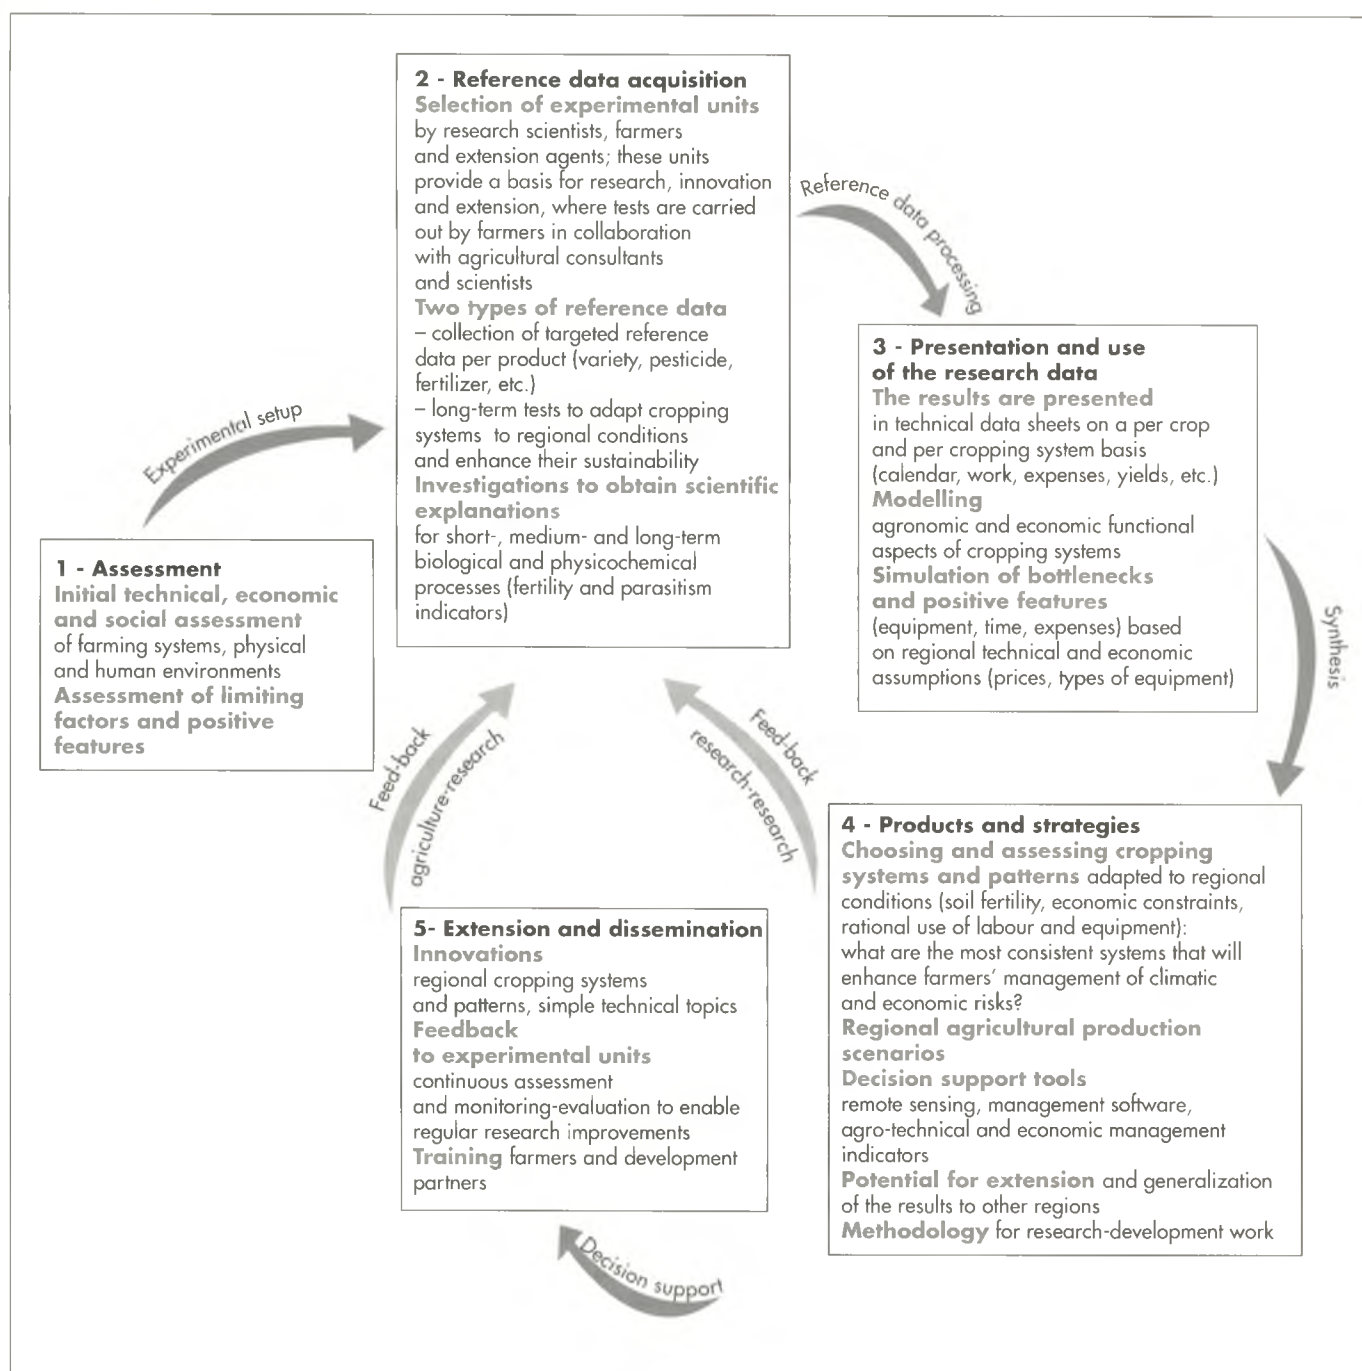 2 - Reference data acquisition
Selection of experimental units
by research scientists, farmers
and extension agents; these units
provide a basis for research, innovation
and extension, where tests are carried
out by farmers in collaboration
with agricultural consultants
and scientists
Two types of reference data
– collection of targeted reference
data per product (variety, pesticide,
fertilizer, etc.)
– long-term tests to adapt cropping
systems to regional conditions
and enhance their sustainability
Investigations to obtain scientific
explanations
for short-, medium- and long-term
biological and physicochemical
processes (fertility and parasitism
indicators)
Reference data processing
3 - Presentation and use
of the research data
The results are presented
in technical data sheets on a per crop
and per cropping system basis
(calendar, work, expenses, yields, etc.)
Modelling
agronomic and economic functional
aspects of cropping systems
Simulation of bottlenecks
and positive features
(equipment, time, expenses) based
on regional technical and economic
assumptions (prices, types of equipment)
Experimental setup
1 - Assessment
Initial technical, economic
and social assessment
of farming systems, physical
and human environments
Assessment of limiting
factors and positive
features
Synthesis
Feed-back
agriculture-research
Feed-back
research-research
4 - Products and strategies
Choosing and assessing cropping
systems and patterns adapted to regional
conditions (soil fertility, economic constraints,
rational use of labour and equipment):
what are the most consistent systems that will
enhance farmers' management of climatic
and economic risks?
Regional agricultural production
scenarios
Decision support tools
remote sensing, management software,
agro-technical and economic management
indicators
Potential for extension and generalization
of the results to other regions
Methodology for research-development work
5- Extension and dissemination
Innovations
regional cropping systems
and patterns, simple technical topics
Feedback
to experimental units
continuous assessment
and monitoring-evaluation to enable
regular research improvements
Training farmers and development
partners
Decision support